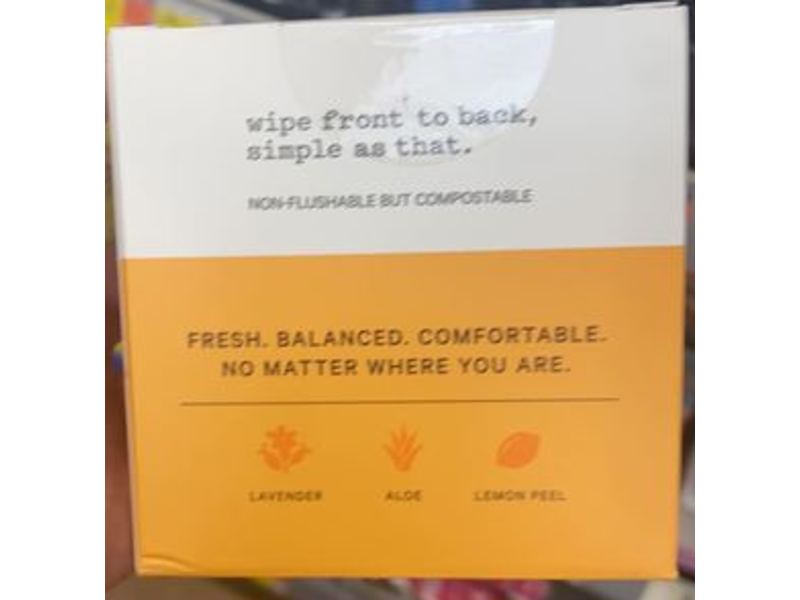 wipe front to back,
simple as that.
NON-FLUSHABLE BUT COMPOSTABLE
FRESH. BALANCED. COMFORTABLE.
NO MATTER WHERE YOU ARE.
LAVENDER ALOE LEMON PEEL